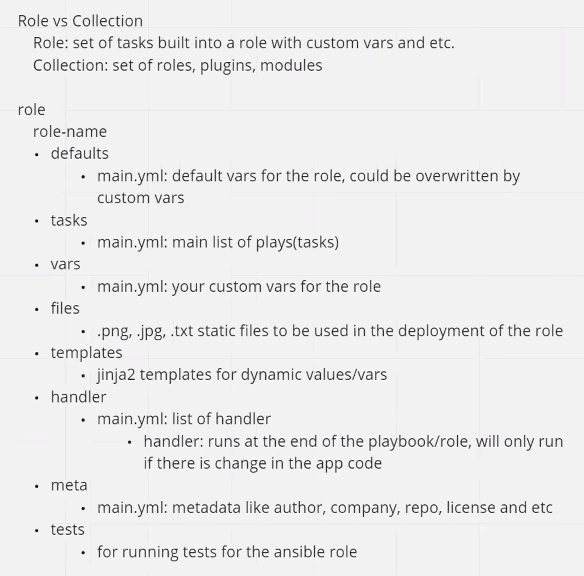 Role vs Collection
Role: set of tasks built into a role with custom vars and etc.
Collection: set of roles, plugins, modules
role
role-name
• defaults
• main.yml: default vars for the role, could be overwritten by
custom vars
• tasks
• main.yml: main list of plays(tasks)
• vars
• main.yml: your custom vars for the role
• files
• .png, .jpg, .txt static files to be used in the deployment of the role
• templates
• jinja2 templates for dynamic values/vars
• handler
• main.yml: list of handler
• handler: runs at the end of the playbook/role, will only run
if there is change in the app code
• meta
• main.yml: metadata like author, company, repo, license and etc
• tests
• for running tests for the ansible role